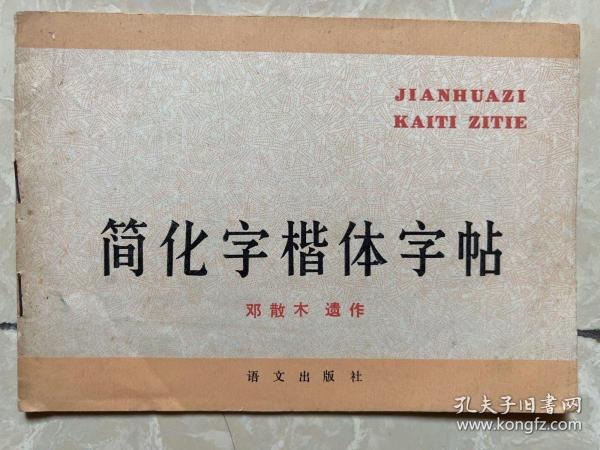 JIANHUAZI
KAITI ZITIE
简化字楷体字帖
邓散木 遗作
语文出版社
孔夫子旧书网
www.kongfz.com